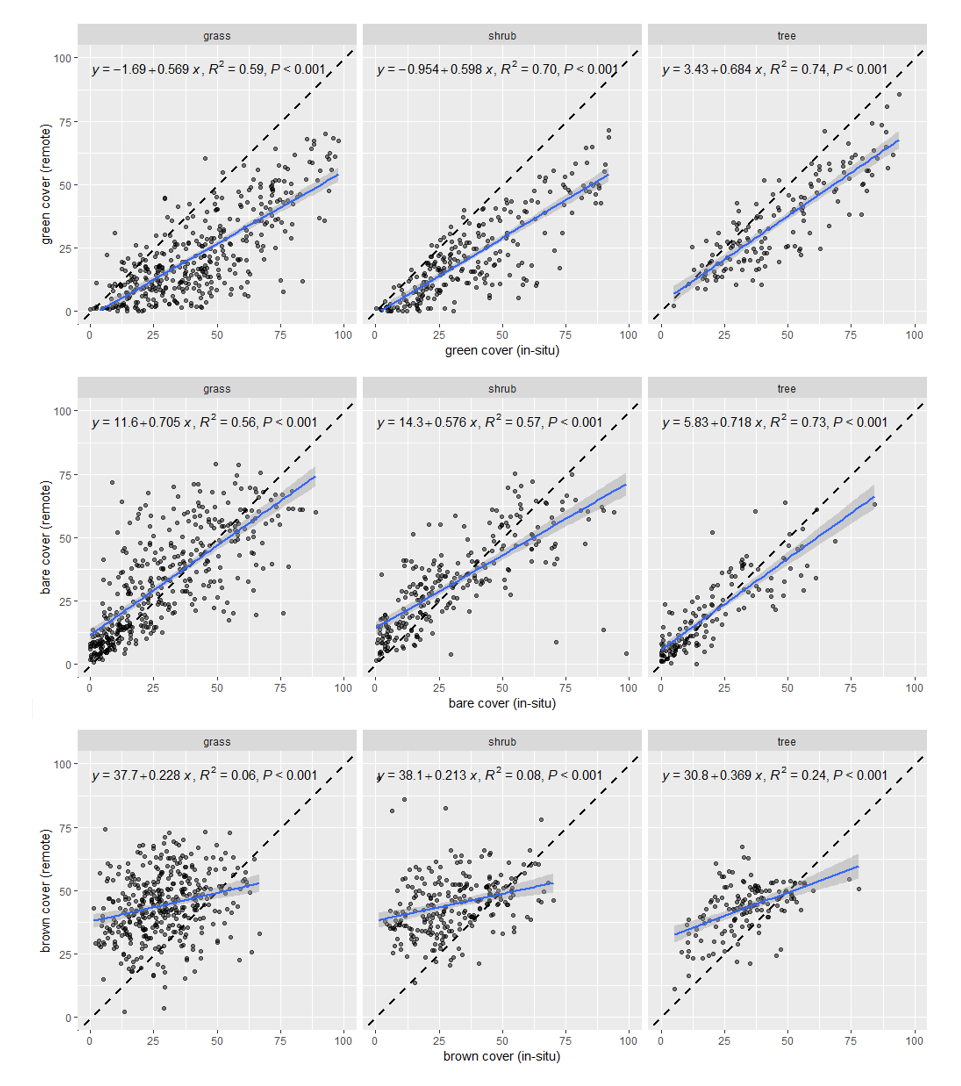 grass shrub tree
y = −1.69 + 0.569 x, R² = 0.59, P < 0.001 y = −0.954 + 0.598 x, R² = 0.70, P < 0.001 y = 3.43 + 0.684 x, R² = 0.74, P < 0.001
green cover (remote)
100
75
50
25
0
0 25 50 75 100 0 25 50 75 100 0 25 50 75 100
green cover (in-situ)
grass shrub tree
y = 11.6 + 0.705 x, R² = 0.56, P < 0.001 y = 14.3 + 0.576 x, R² = 0.57, P < 0.001 y = 5.83 + 0.718 x, R² = 0.73, P < 0.001
bare cover (remote)
100
75
50
25
0
0 25 50 75 100 0 25 50 75 100 0 25 50 75 100
bare cover (in-situ)
grass shrub tree
y = 37.7 + 0.228 x, R² = 0.06, P < 0.001 y = 38.1 + 0.213 x, R² = 0.08, P < 0.001 y = 30.8 + 0.369 x, R² = 0.24, P < 0.001
brown cover (remote)
100
75
50
25
0
0 25 50 75 100 0 25 50 75 100 0 25 50 75 100
brown cover (in-situ)